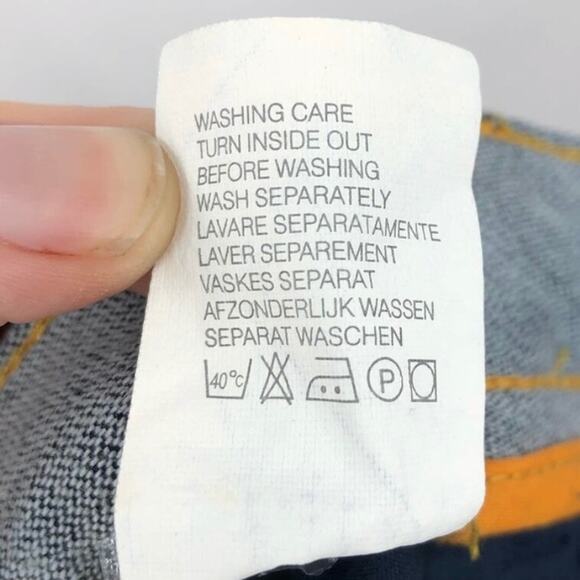 WASHING CARE
TURN INSIDE OUT
BEFORE WASHING
WASH SEPARATELY
LAVARE SEPARATAMENTE
LAVER SEPAREMENT
VASKES SEPARAT
AFZONDERLIJK WASSEN
SEPARAT WASCHEN
40°C P